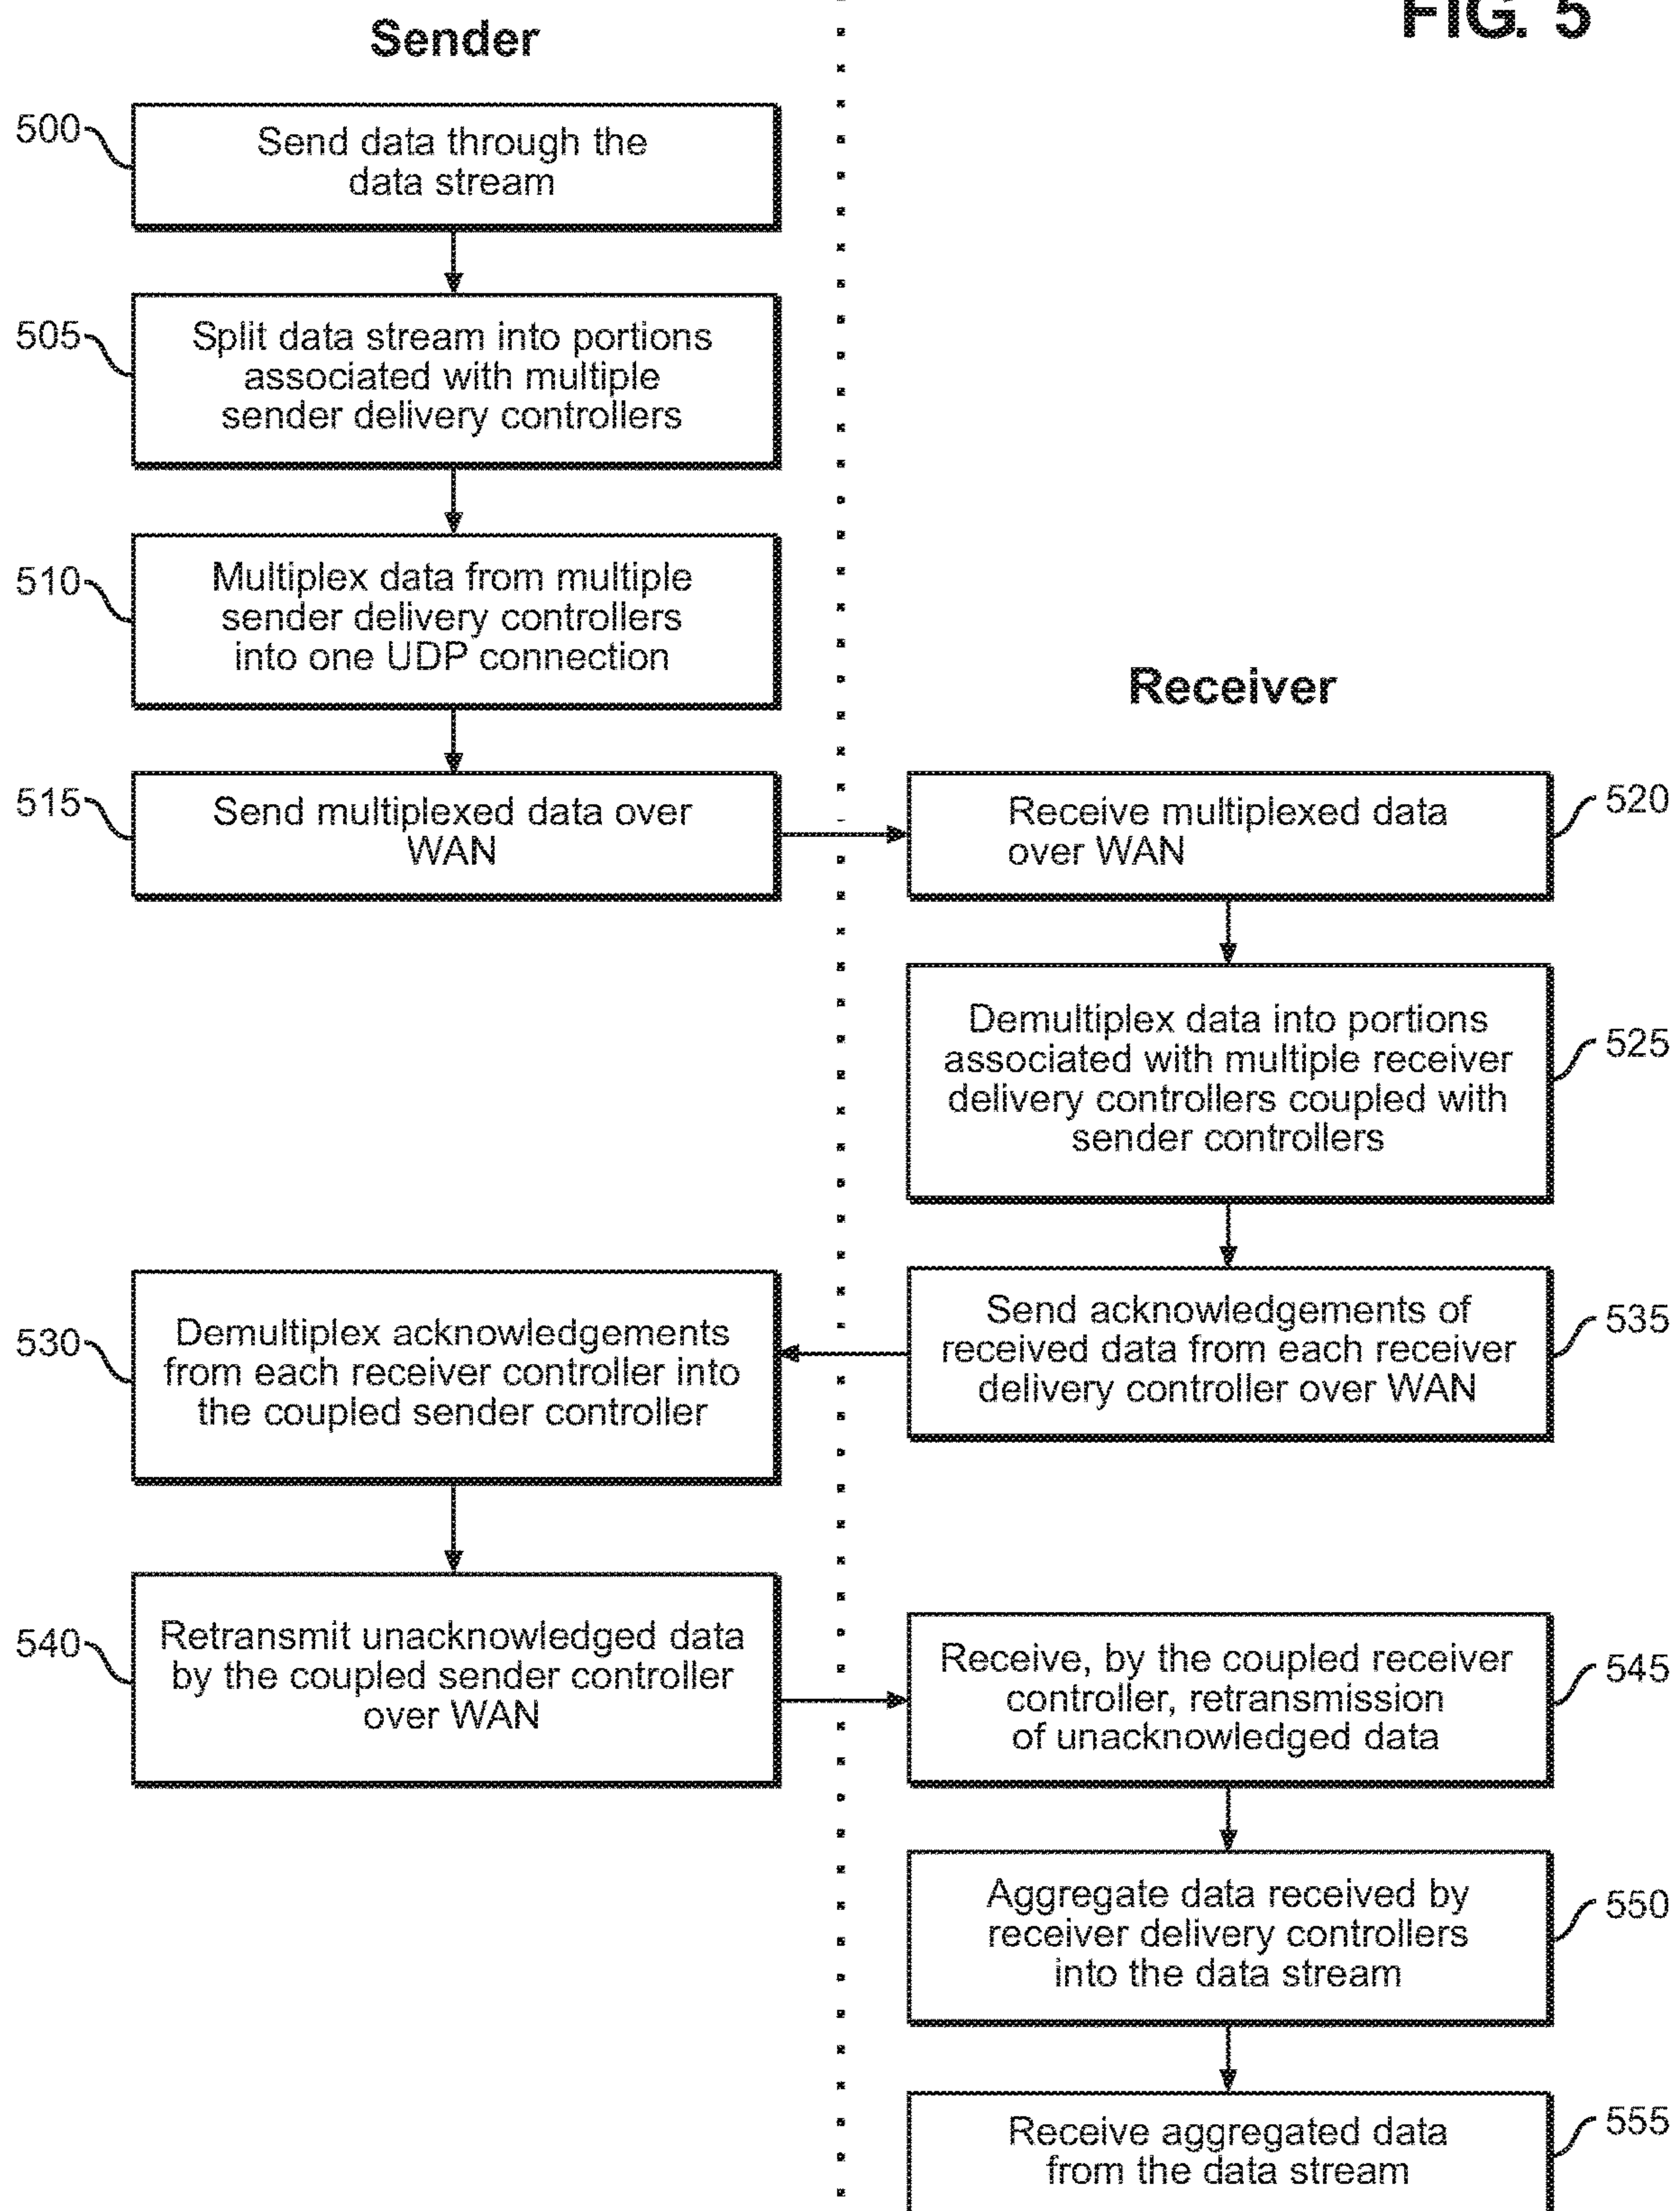 FIG. 5
Sender
500
Send data through the
data stream
505
Split data stream into portions
associated with multiple
sender delivery controllers
510
Multiplex data from multiple
sender delivery controllers
into one UDP connection
Receiver
515
Send multiplexed data over
WAN
Receive multiplexed data
over WAN
520
Demultiplex data into portions
associated with multiple receiver
delivery controllers coupled with
sender controllers
525
Send acknowledgements of
received data from each receiver
delivery controller over WAN
535
530
Demultiplex acknowledgements
from each receiver controller into
the coupled sender controller
540
Retransmit unacknowledged data
by the coupled sender controller
over WAN
Receive, by the coupled receiver
controller, retransmission
of unacknowledged data
545
Aggregate data received by
receiver delivery controllers
into the data stream
550
Receive aggregated data
from the data stream
555